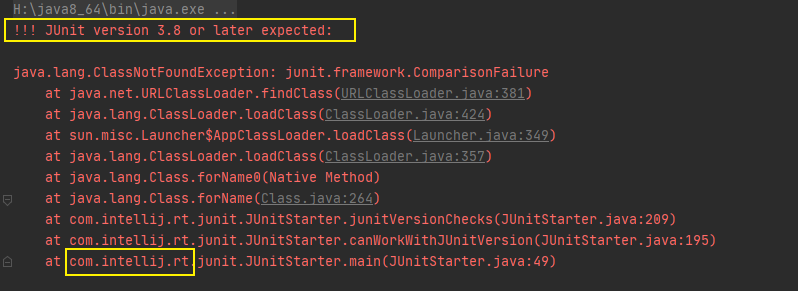 H:\java8_64\bin\java.exe ...
!!! JUnit version 3.8 or later expected:
java.lang.ClassNotFoundException: junit.framework.ComparisonFailure
at java.net.URLClassLoader.findClass(URLClassLoader.java:381)
at java.lang.ClassLoader.loadClass(ClassLoader.java:424)
at sun.misc.Launcher$AppClassLoader.loadClass(Launcher.java:349)
at java.lang.ClassLoader.loadClass(ClassLoader.java:357)
at java.lang.Class.forName0(Native Method)
at java.lang.Class.forName(Class.java:264)
at com.intellij.rt.junit.JUnitStarter.junitVersionChecks(JUnitStarter.java:209)
at com.intellij.rt.junit.JUnitStarter.canWorkWithJUnitVersion(JUnitStarter.java:195)
at com.intellij.rt.junit.JUnitStarter.main(JUnitStarter.java:49)